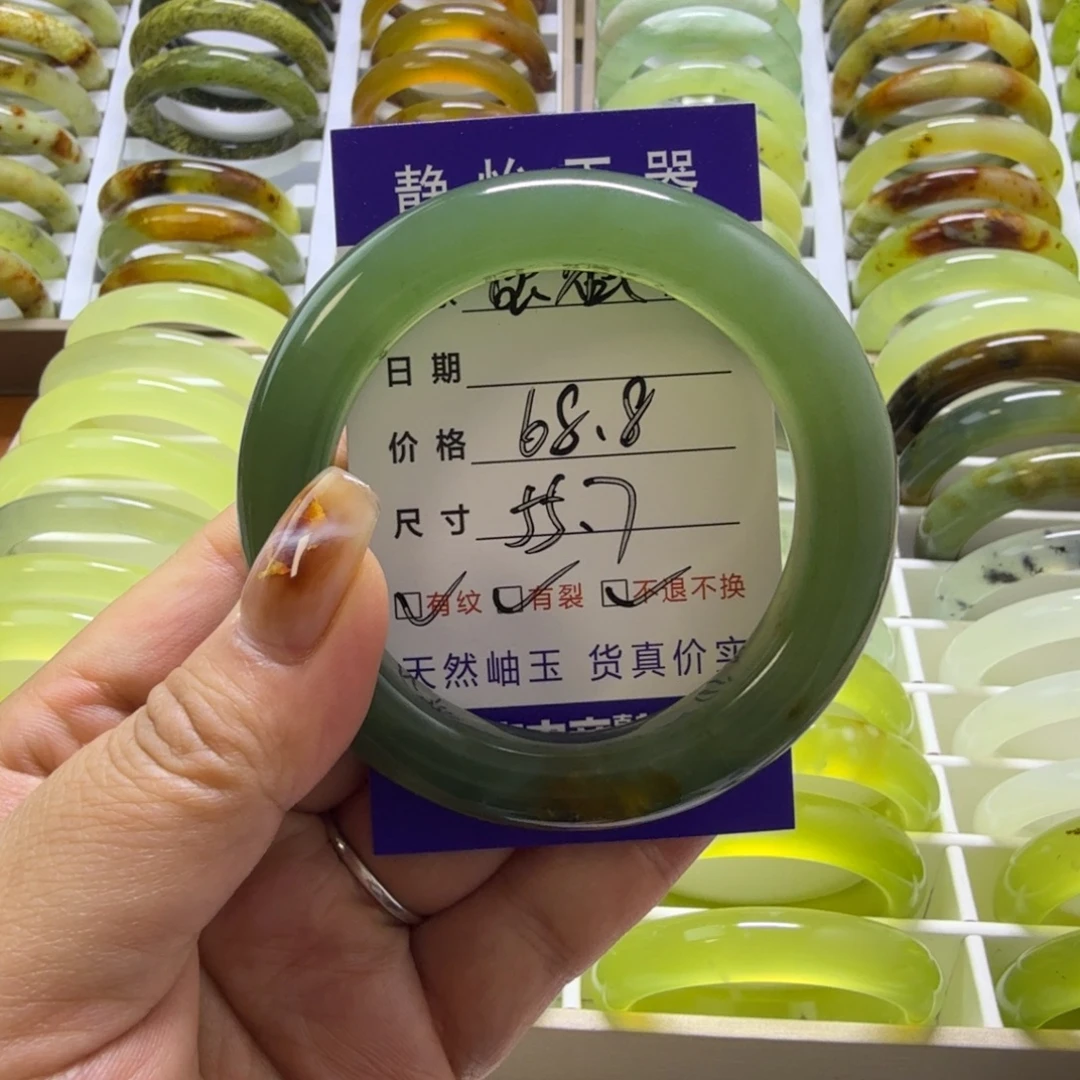 静怡玉器
日期
价格 68.8
尺寸 55.7
有纹 有裂 不退不换
天然岫玉 货真价实